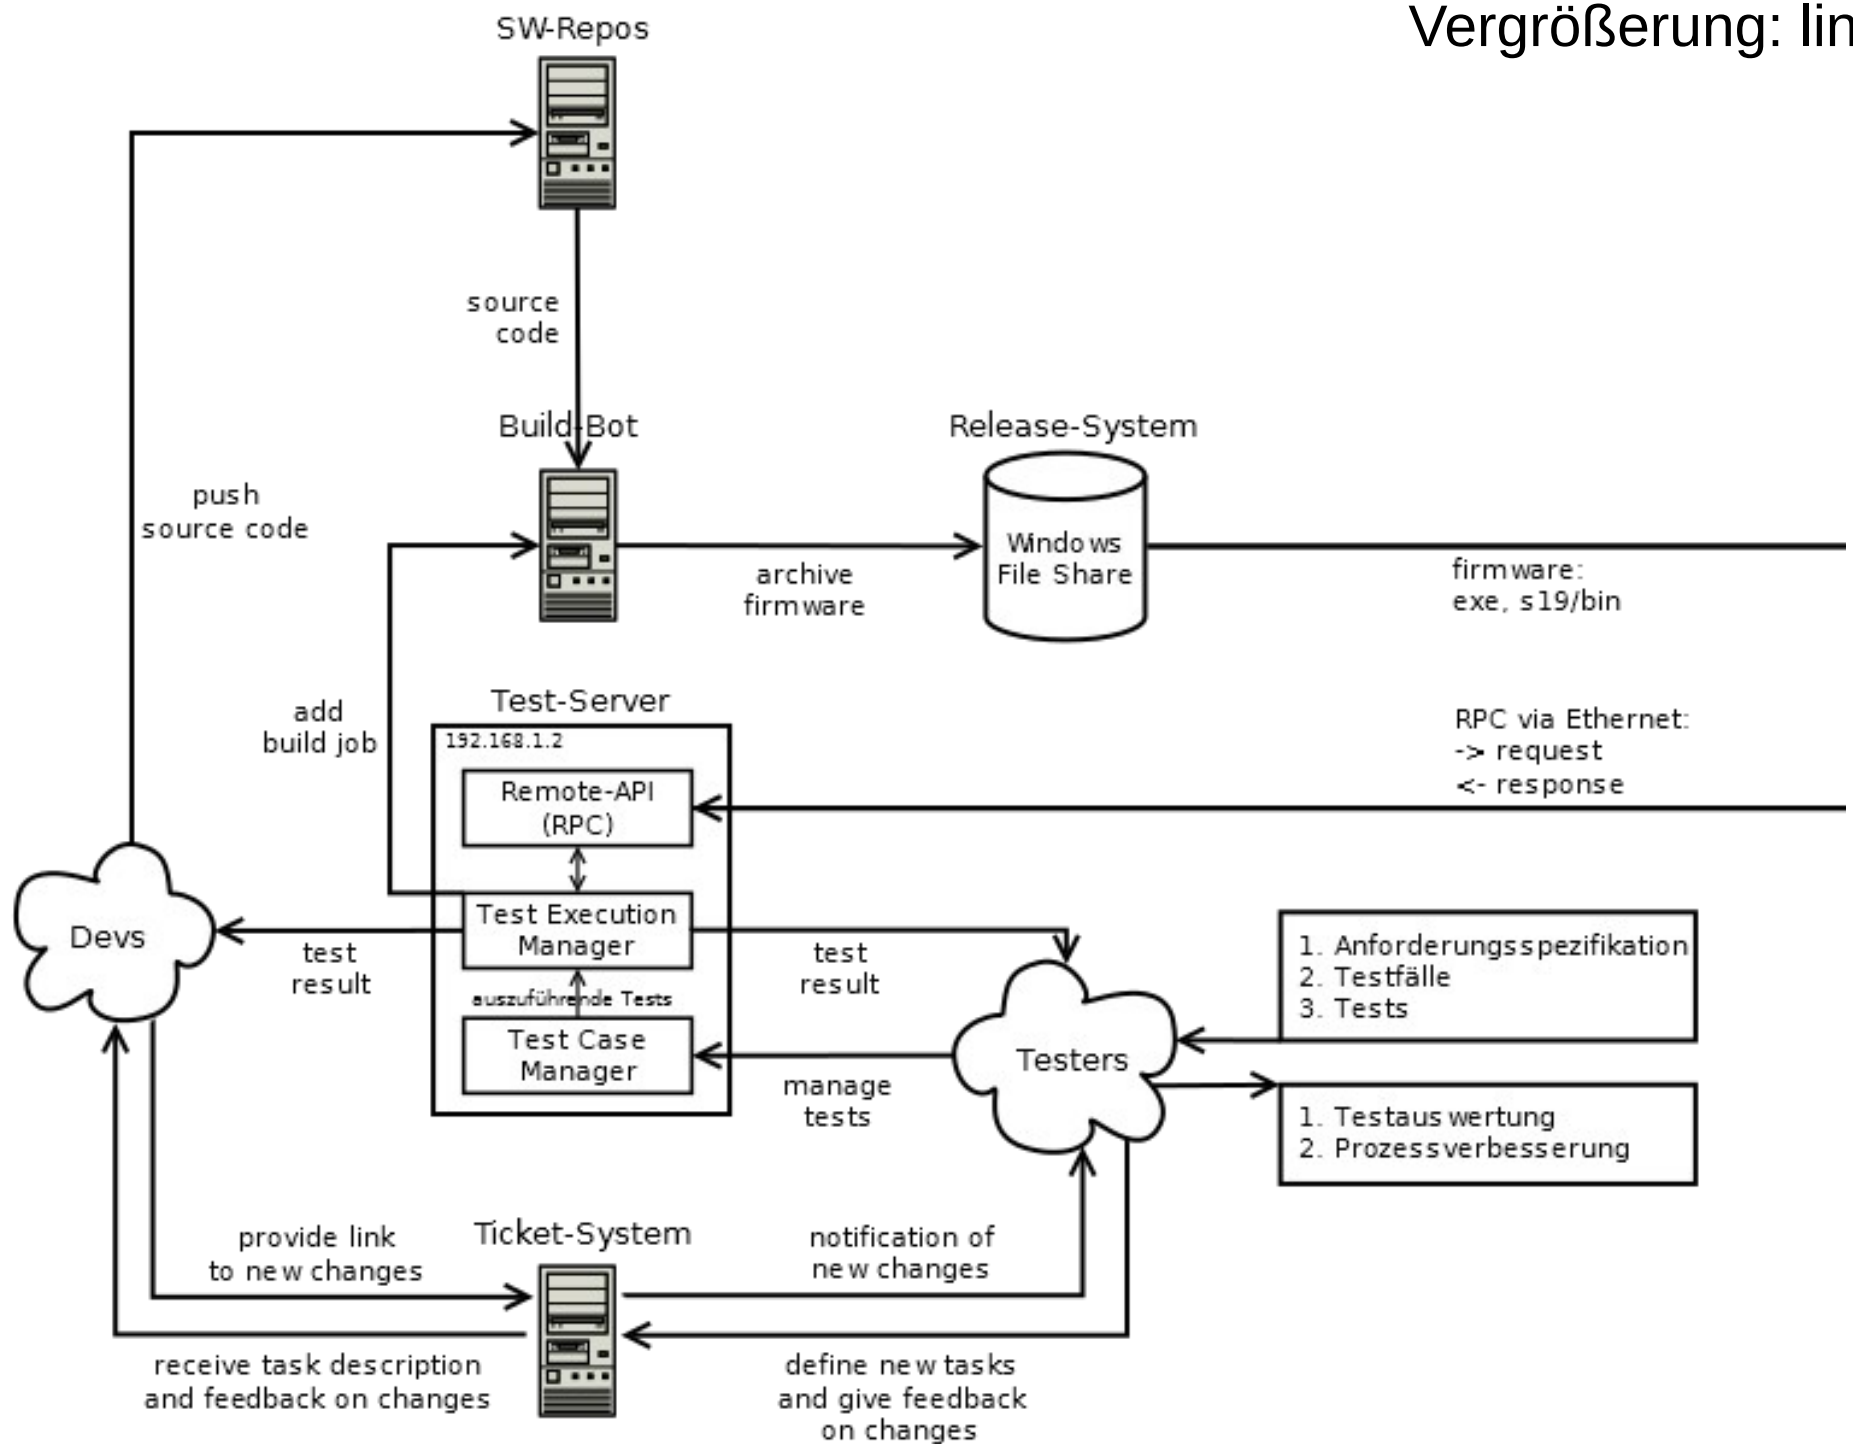 Vergrößerung: lin
SW-Repos
source
code
push
source code
Build-Bot
Release-System
Windows
File Share
archive
firmware
firmware:
exe, s19/bin
add
build job
Test-Server
192.168.1.2
Remote-API
(RPC)
RPC via Ethernet:
-> request
<- response
Devs
test
result
Test Execution
Manager
test
result
auszuführende Tests
Test Case
Manager
manage
tests
Testers
1. Anforderungsspezifikation
2. Testfälle
3. Tests
1. Testauswertung
2. Prozessverbesserung
provide link
to new changes
Ticket-System
notification of
new changes
receive task description
and feedback on changes
define new tasks
and give feedback
on changes